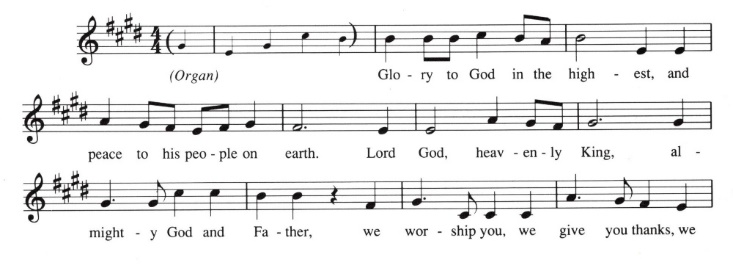 (Organ) Glo - ry to God in the high - est, and
peace to his peo - ple on earth. Lord God, heav - en - ly King, al -
might - y God and Fa - ther, we wor - ship you, we give you thanks, we